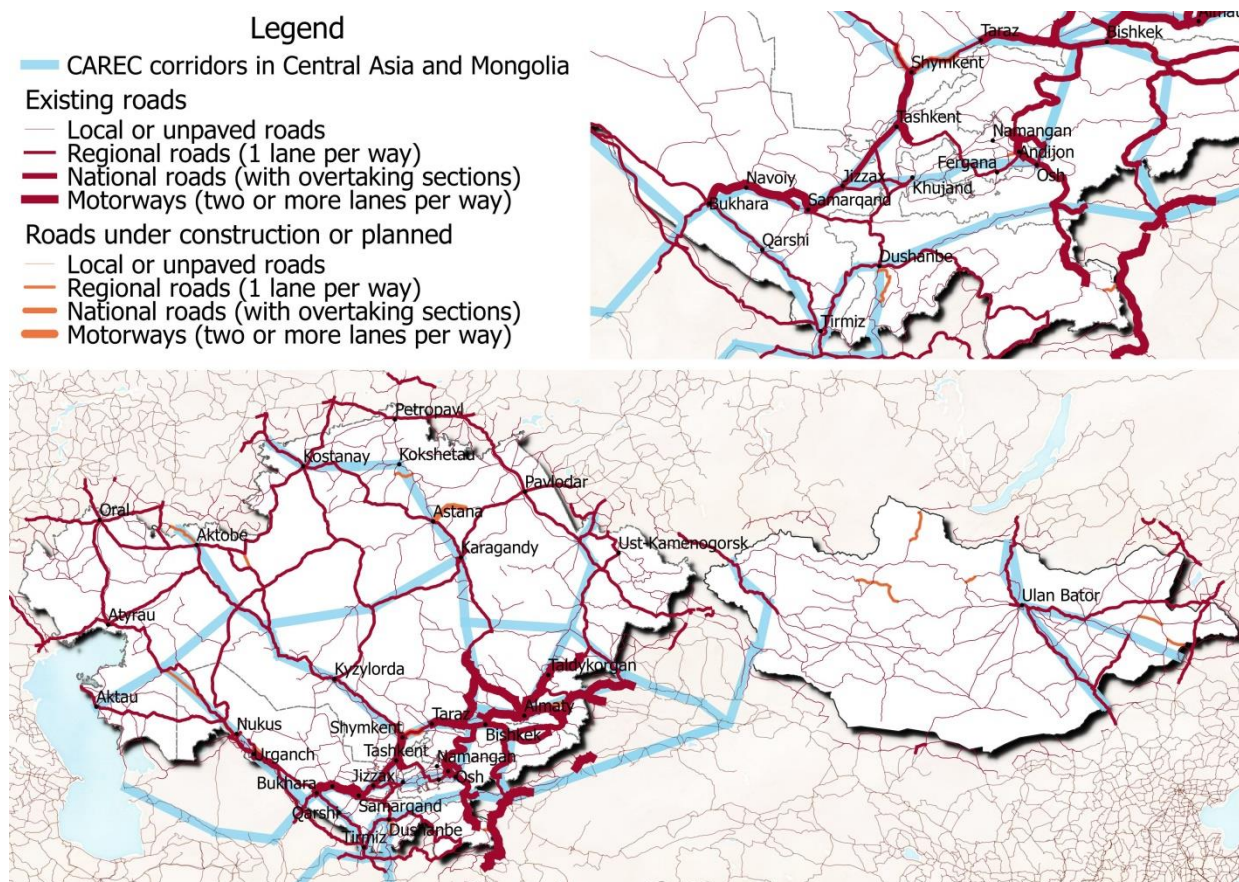 Legend
CAREC corridors in Central Asia and Mongolia
Existing roads
Local or unpaved roads
Regional roads (1 lane per way)
National roads (with overtaking sections)
Motorways (two or more lanes per way)
Roads under construction or planned
Local or unpaved roads
Regional roads (1 lane per way)
National roads (with overtaking sections)
Motorways (two or more lanes per way)
Taraz
Bishkek
Shymkent
Tashkent
Namangan
Andijon
Fergana
Osh
Navoiy
Jizzax
Khujand
Bukhara
Samarqand
Qarshi
Dushanbe
Tirmiz
Petropavl
Kostanay
Kokshetau
Pavlodar
Oral
Aktobe
Astana
Karagandy
Ust-Kamenogorsk
Atyrau
Ulan Bator
Kyzylorda
Taldykorgan
Aktau
Nukus
Shymkent
Taraz
Almaty
Bishkek
Urganch
Tashkent
Namangan
Bukhara
Jizzax
Osh
Qarshi
Samarqand
Tirmiz
Dushanbe